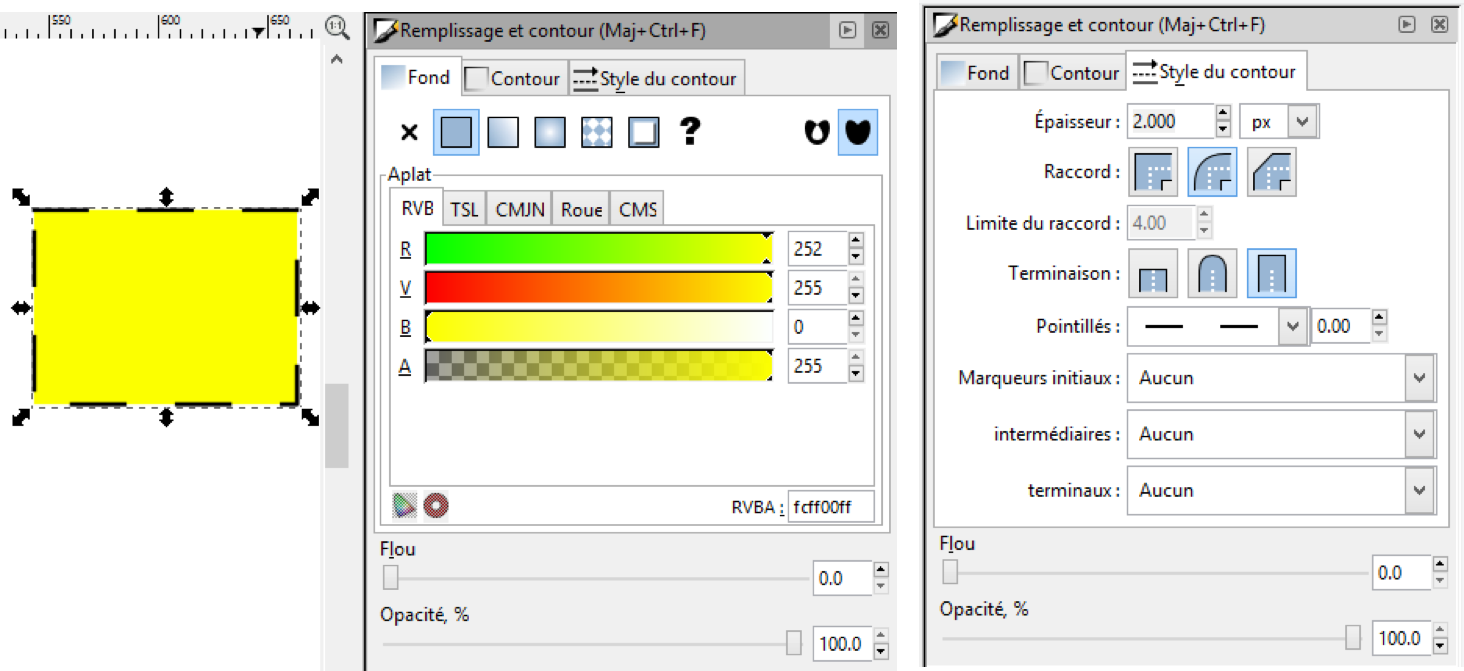 550 600 650
1:1
Remplissage et contour (Maj+Ctrl+F)
Fond Contour Style du contour
?
Aplat
RVB TSL CMJN Roue CMS
R 252
V 255
B 0
A 255
RVBA : fcff00ff
Flou
0.0
Opacité, %
100.0
Remplissage et contour (Maj+Ctrl+F)
Fond Contour Style du contour
Épaisseur : 2.000 px
Raccord :
Limite du raccord : 4.00
Terminaison :
Pointillés : 0.00
Marqueurs initiaux : Aucun
intermédiaires : Aucun
terminaux : Aucun
Flou
0.0
Opacité, %
100.0